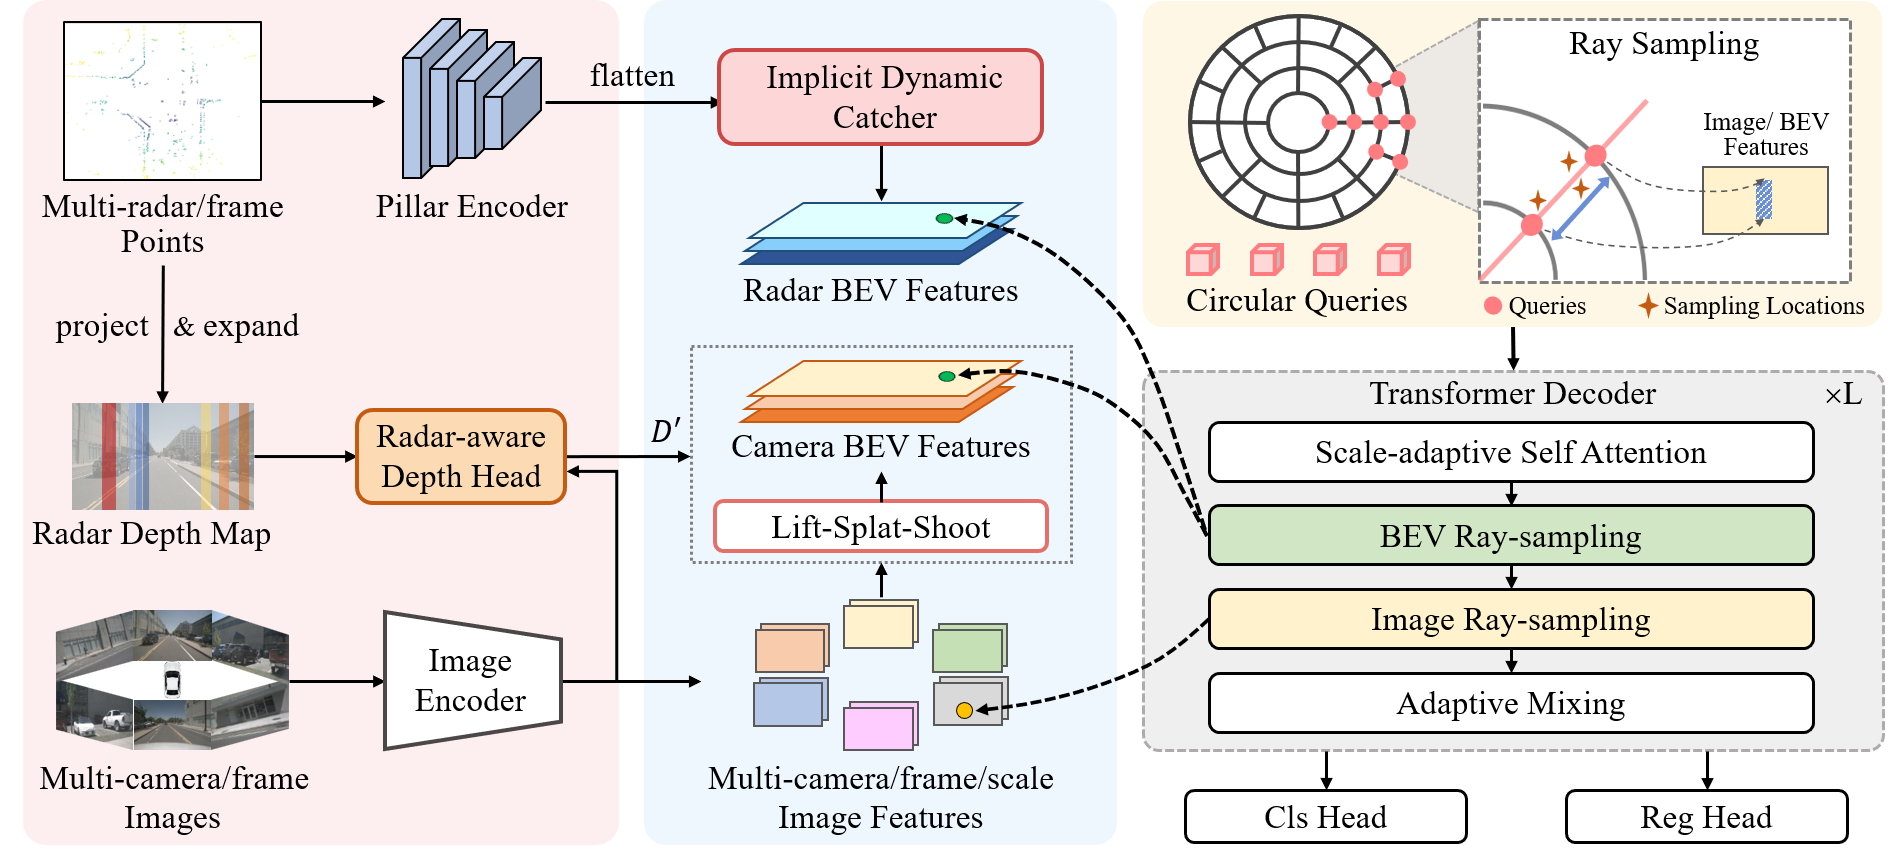 Multi-radar/frame
Points
Pillar Encoder
flatten
project & expand
Radar Depth Map
Radar-aware
Depth Head
D′
Multi-camera/frame
Images
Image
Encoder
Implicit Dynamic
Catcher
Radar BEV Features
Camera BEV Features
Lift-Splat-Shoot
Multi-camera/frame/scale
Image Features
Circular Queries
Ray Sampling
Image/ BEV
Features
Queries
Sampling Locations
Transformer Decoder
×L
Scale-adaptive Self Attention
BEV Ray-sampling
Image Ray-sampling
Adaptive Mixing
Cls Head
Reg Head